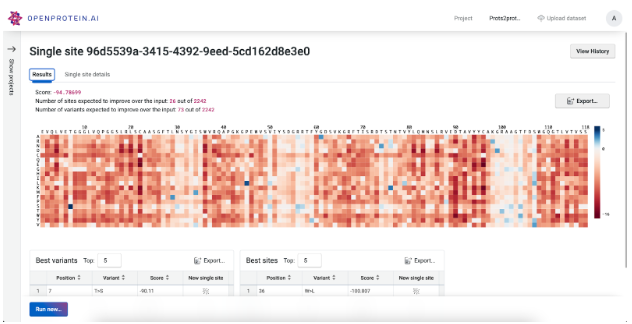 OPENPROTEIN.AI
Project
Prots2prot...
Upload dataset
A
Show projects
Single site 96d5539a-3415-4392-9eed-5cd162d8e3e0
View History
Results
Single site details
Score: -94.78699
Number of sites expected to improve over the input: 26 out of 2242
Number of variants expected to improve over the input: 73 out of 2242
Export...
10 20 30 40 50 60 70 80 90 100 110 118
Best variants Top: 5 Export...
Position Variant Score New single site
1 7 T>S -90.11
Best sites Top: 5 Export...
Position Variant Score New single site
1 36 W>L -100.807
Run new...